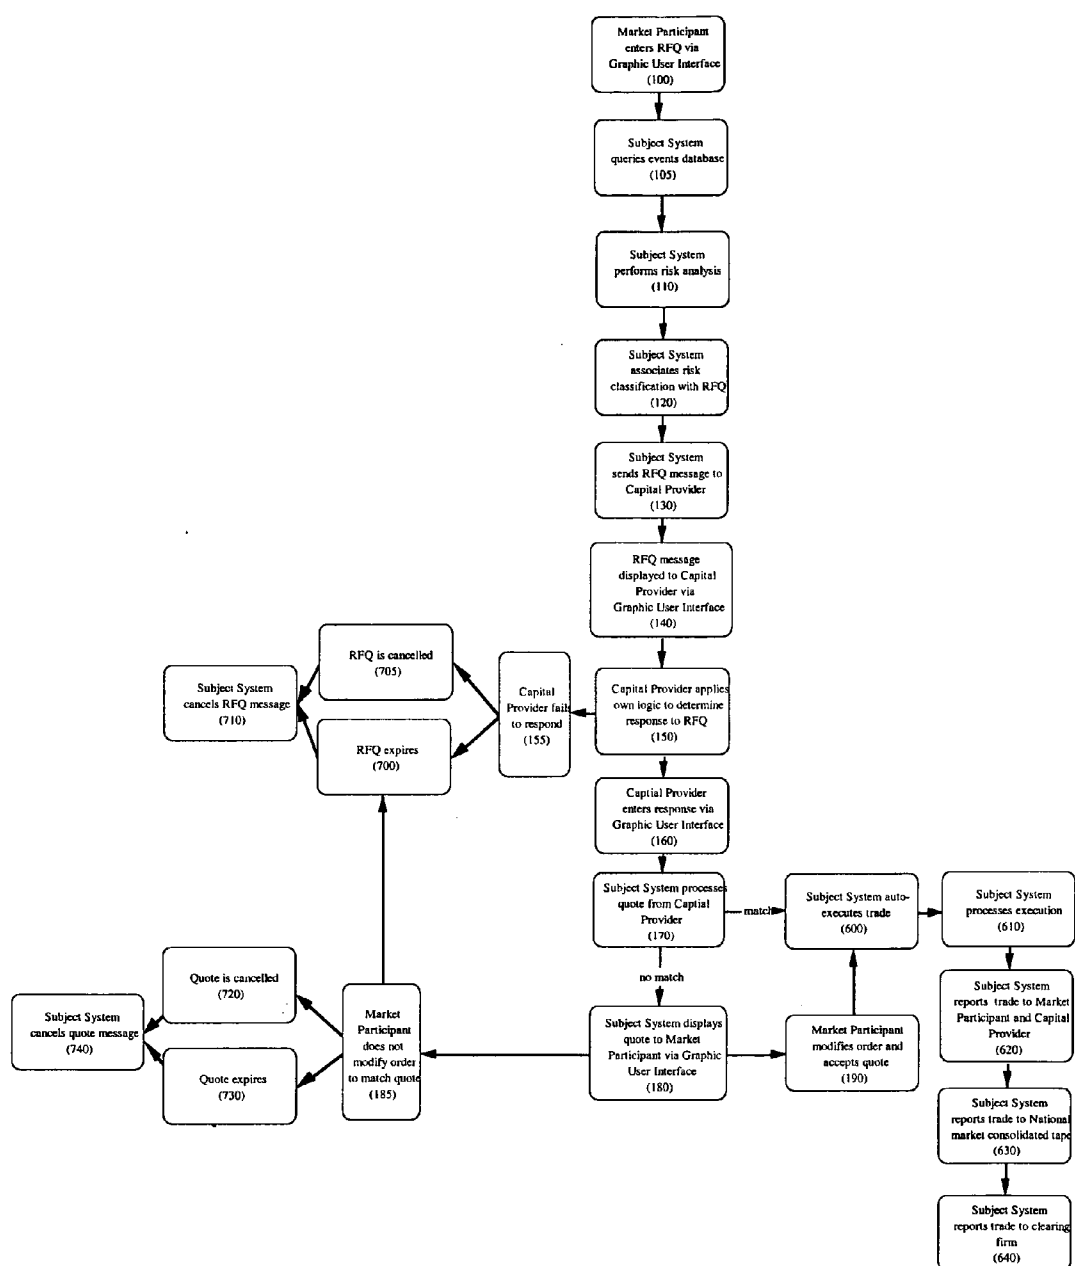 Market Participant
enters RFQ via
Graphic User Interface
(100)
Subject System
queries events database
(105)
Subject System
performs risk analysis
(110)
Subject System
associates risk
classification with RFQ
(120)
Subject System
sends RFQ message to
Capital Provider
(130)
RFQ message
displayed to Capital
Provider via
Graphic User Interface
(140)
Capital Provider applies
own logic to determine
response to RFQ
(150)
Capital
Provider fails
to respond
(155)
RFQ is cancelled
(705)
RFQ expires
(700)
Subject System
cancels RFQ message
(710)
Captial Provider
enters response via
Graphic User Interface
(160)
Subject System processes
quote from Captial
Provider
(170)
match
Subject System auto-
executes trade
(600)
Subject System
processes execution
(610)
no match
Subject System displays
quote to Market
Participant via Graphic
User Interface
(180)
Market Participant
modifies order and
accepts quote
(190)
Subject System
reports trade to Market
Participant and Capital
Provider
(620)
Subject System
reports trade to National
market consolidated tape
(630)
Subject System
reports trade to clearing
firm
(640)
Market
Participant
does not
modify order
to match quote
(185)
Quote is cancelled
(720)
Quote expires
(730)
Subject System
cancels quote message
(740)